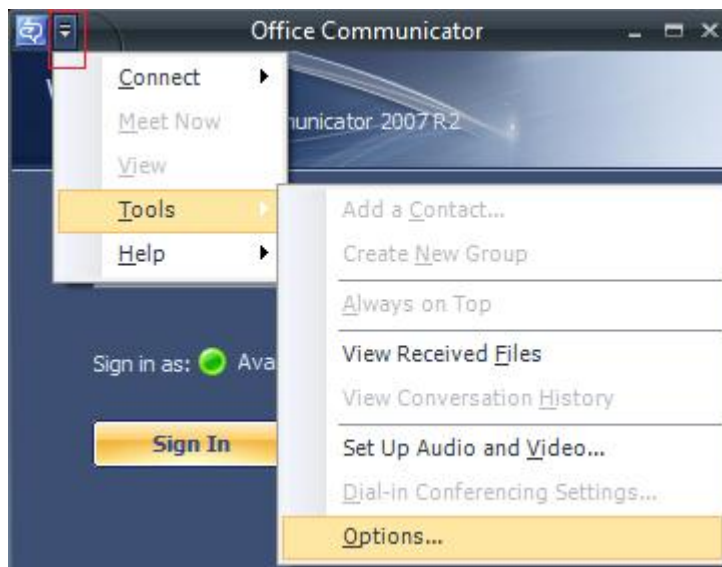 Office Communicator
Connect
Meet Now
View
Tools
Help
municator 2007 R2
Add a Contact...
Create New Group
Always on Top
View Received Files
View Conversation History
Set Up Audio and Video...
Dial-in Conferencing Settings...
Options...
Sign in as: Ava
Sign In